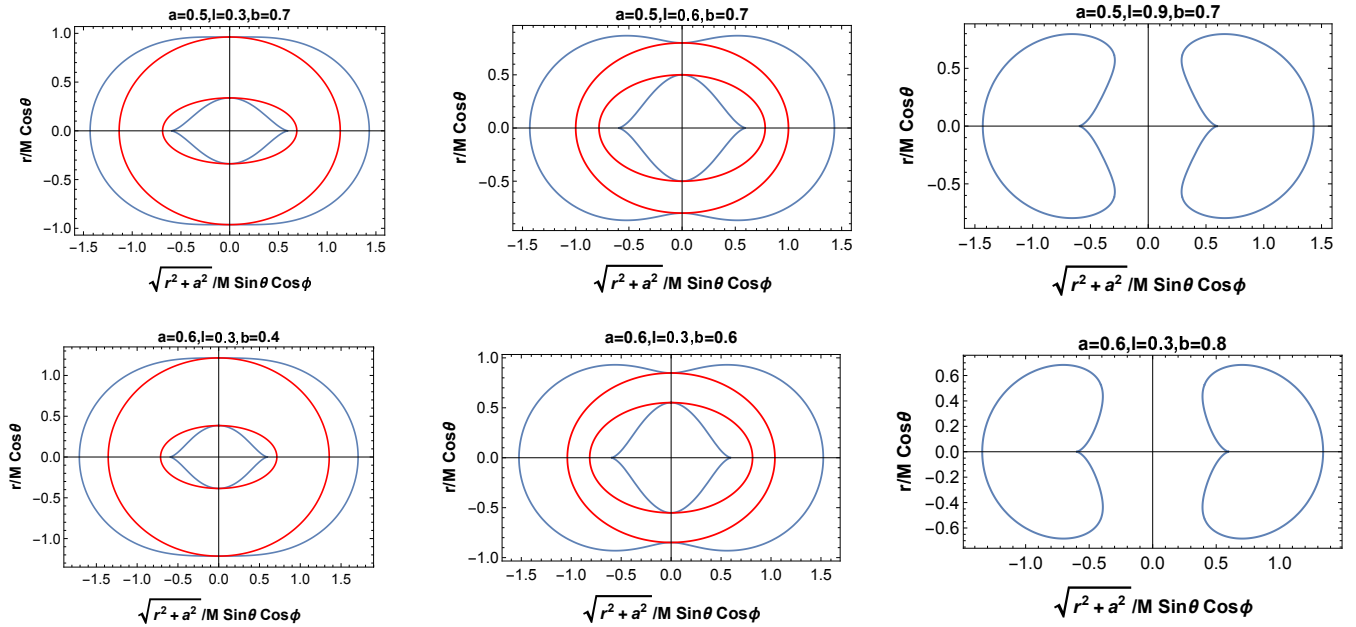 a=0.5,l=0.3,b=0.7
r/M Cosθ
1.0
0.5
0.0
−0.5
−1.0
−1.5 −1.0 −0.5 0.0 0.5 1.0 1.5
√r² + a² /M Sinθ Cosϕ
a=0.5,l=0.6,b=0.7
r/M Cosθ
0.5
0.0
−0.5
−1.5 −1.0 −0.5 0.0 0.5 1.0 1.5
√r² + a² /M Sinθ Cosϕ
a=0.5,l=0.9,b=0.7
r/M Cosθ
0.5
0.0
−0.5
−1.5 −1.0 −0.5 0.0 0.5 1.0 1.5
√r² + a² /M Sinθ Cosϕ
a=0.6,l=0.3,b=0.4
r/M Cosθ
1.0
0.5
0.0
−0.5
−1.0
−1.5 −1.0 −0.5 0.0 0.5 1.0 1.5
√r² + a² /M Sinθ Cosϕ
a=0.6,l=0.3,b=0.6
r/M Cosθ
1.0
0.5
0.0
−0.5
−1.0
−1.5 −1.0 −0.5 0.0 0.5 1.0 1.5
√r² + a² /M Sinθ Cosϕ
a=0.6,l=0.3,b=0.8
r/M Cosθ
0.6
0.4
0.2
0.0
−0.2
−0.4
−0.6
−1.0 −0.5 0.0 0.5 1.0
√r² + a² /M Sinθ Cosϕ